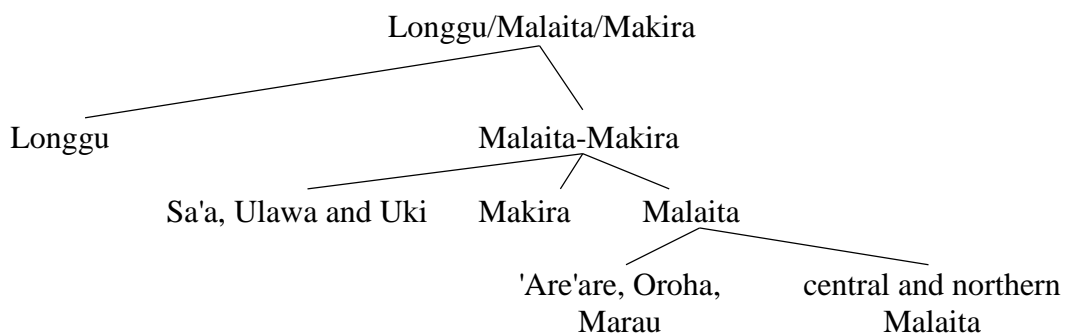 Longgu/Malaita/Makira
Longgu
Malaita-Makira
Sa'a, Ulawa and Uki
Makira
Malaita
'Are'are, Oroha,
Marau
central and northern
Malaita